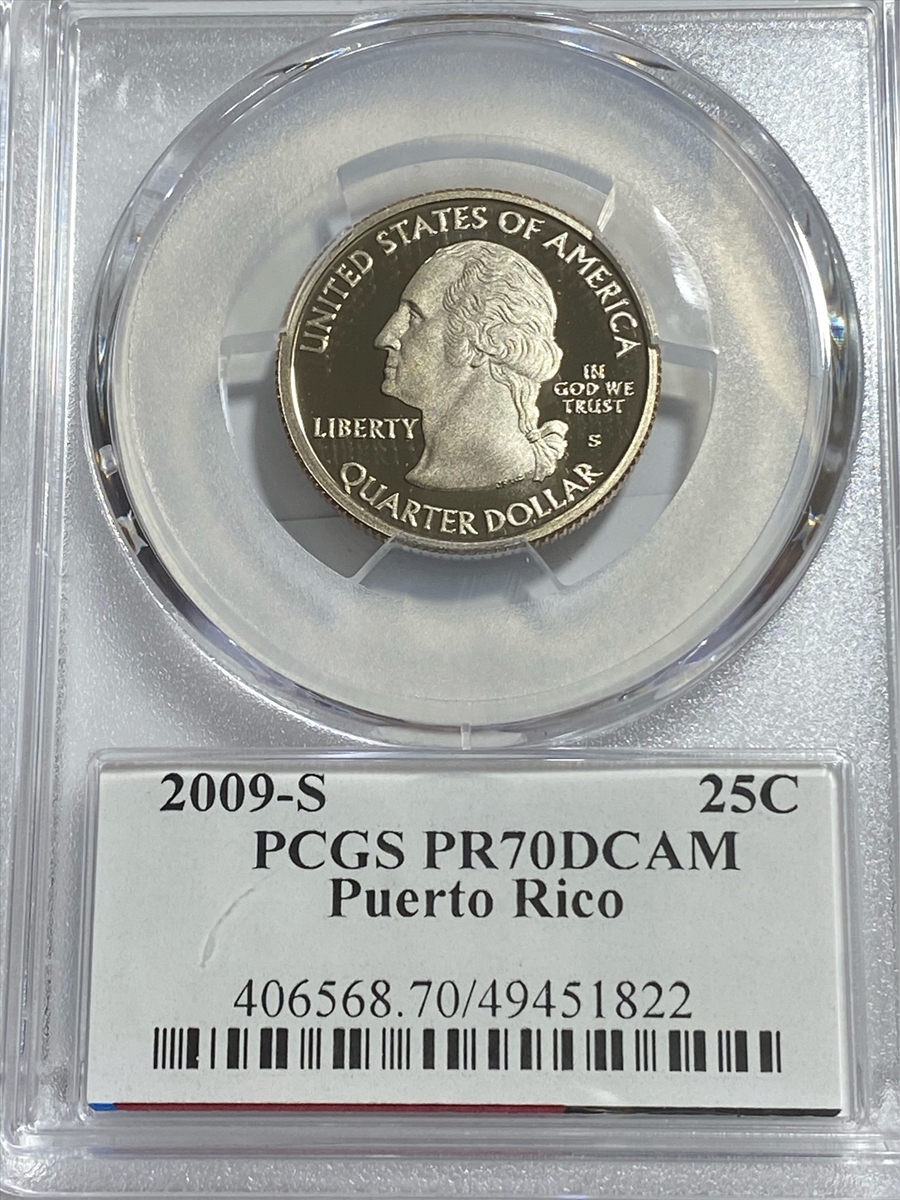 UNITED STATES OF AMERICA
LIBERTY
IN
GOD WE
TRUST
S
QUARTER DOLLAR
2009-S 25C
PCGS PR70DCAM
Puerto Rico
406568.70/49451822